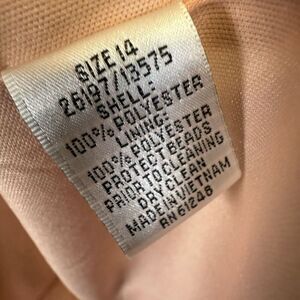 SIZE 14
26197/13575
SHELL:
100% POLYESTER
LINING:
100% POLYESTER
PROTECT BEADS
PRIOR TO CLEANING
DRY CLEAN
MADE IN VIETNAM
RN 61248